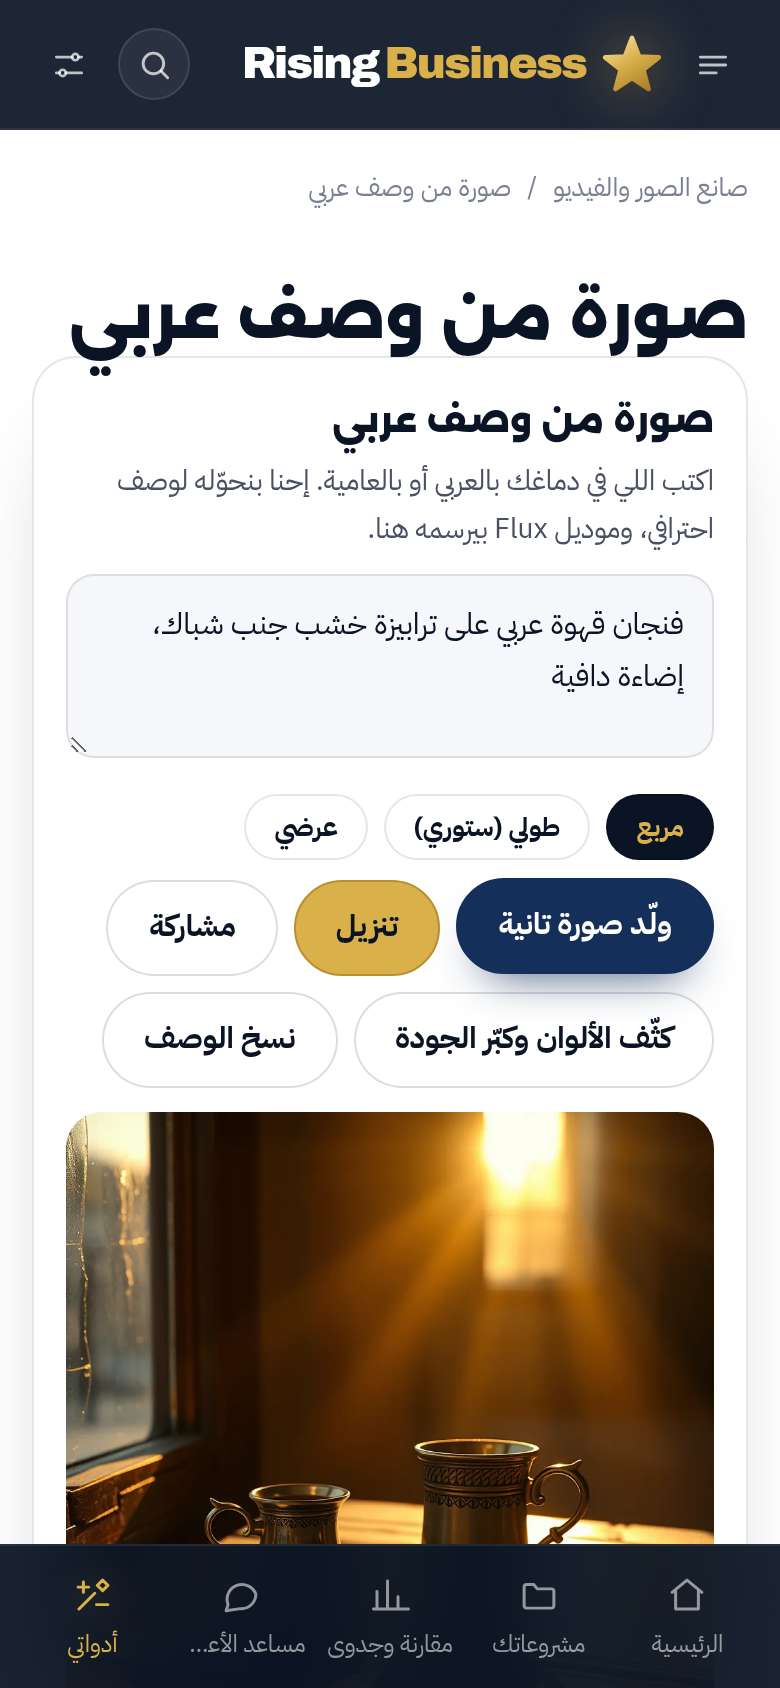 Rising Business
صانع الصور والفيديو / صورة من وصف عربي
صورة من وصف عربي
صورة من وصف عربي
اكتب اللي في دماغك بالعربي أو بالعامية. إحنا بنحوّله لوصف
احترافي، وموديل Flux بيرسمه هنا.
فنجان قهوة عربي على ترابيزة خشب جنب شباك،
إضاءة دافية
مربع
طولي (ستوري)
عرضي
ولّد صورة تانية
تنزيل
مشاركة
كثّف الألوان وكبّر الجودة
نسخ الوصف
الرئيسية
مشروعاتك
مقارنة وجدوى
مساعد الأعـ...
أدواتي